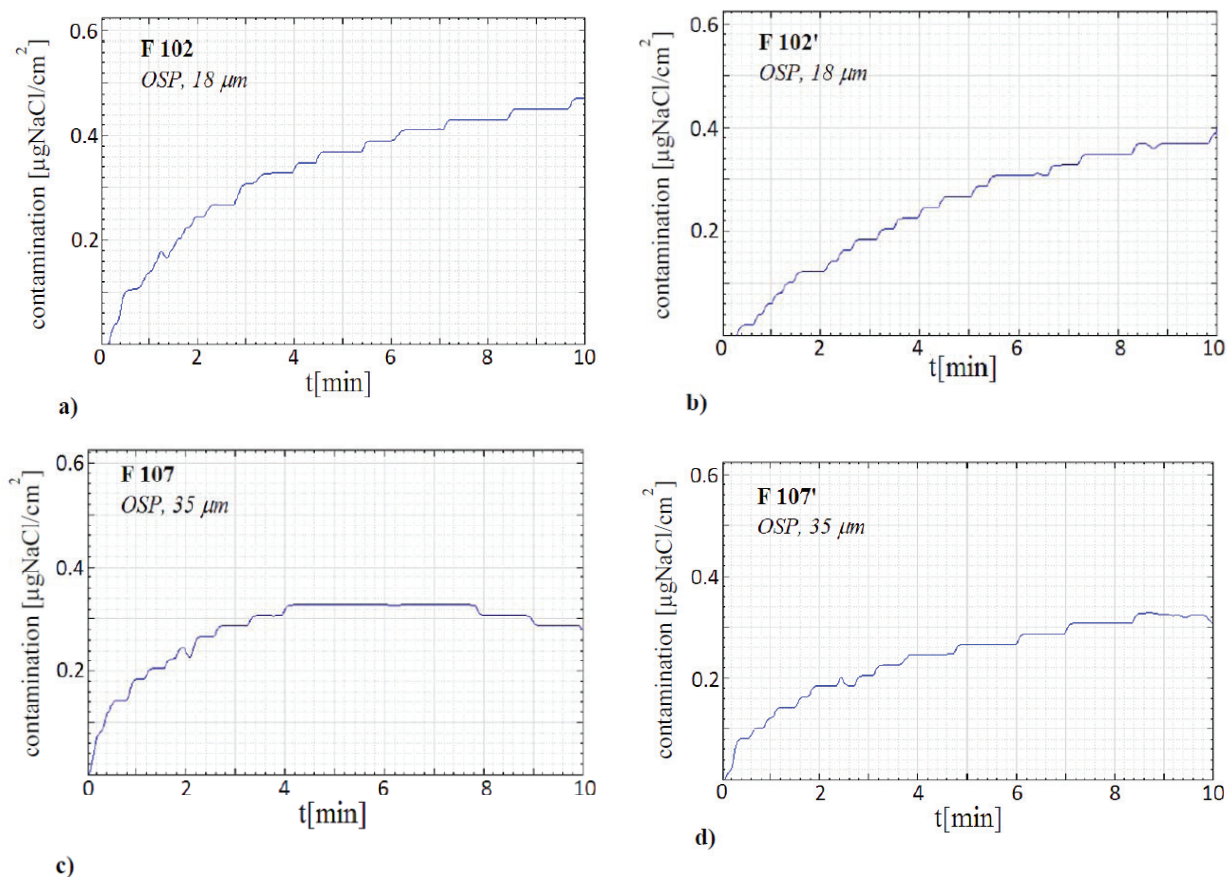 F 102
OSP, 18 µm
contamination [µgNaCl/cm²]
0.6
0.4
0.2
0 2 4 6 8 10
t[min]
a)
F 102'
OSP, 18 µm
contamination [µgNaCl/cm²]
0.6
0.4
0.2
0 2 4 6 8 10
t[min]
b)
F 107
OSP, 35 µm
contamination [µgNaCl/cm²]
0.6
0.4
0.2
0 2 4 6 8 10
t[min]
c)
F 107'
OSP, 35 µm
contamination [µgNaCl/cm²]
0.6
0.4
0.2
0 2 4 6 8 10
t[min]
d)